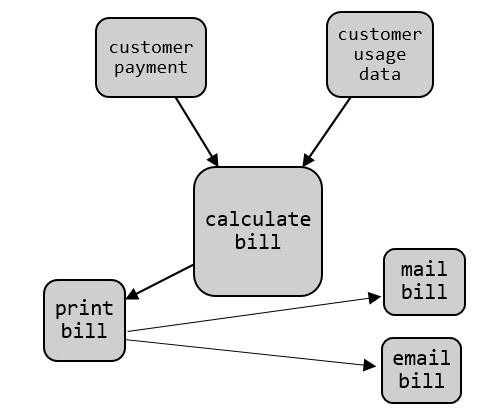 customer
payment
customer
usage
data
calculate
bill
print
bill
mail
bill
email
bill